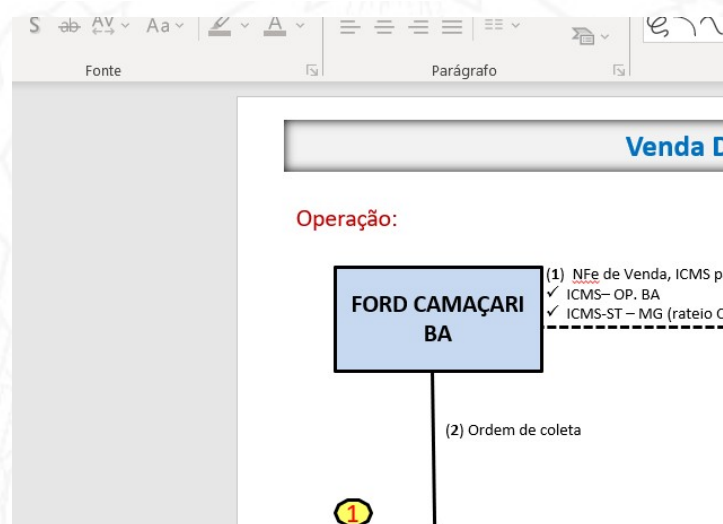 S ab AV Aa A
Fonte
Parágrafo
Venda
Operação:
FORD CAMAÇARI
BA
(1) NFe de Venda, ICMS
✓ ICMS– OP. BA
✓ ICMS-ST – MG (rateio
(2) Ordem de coleta
1